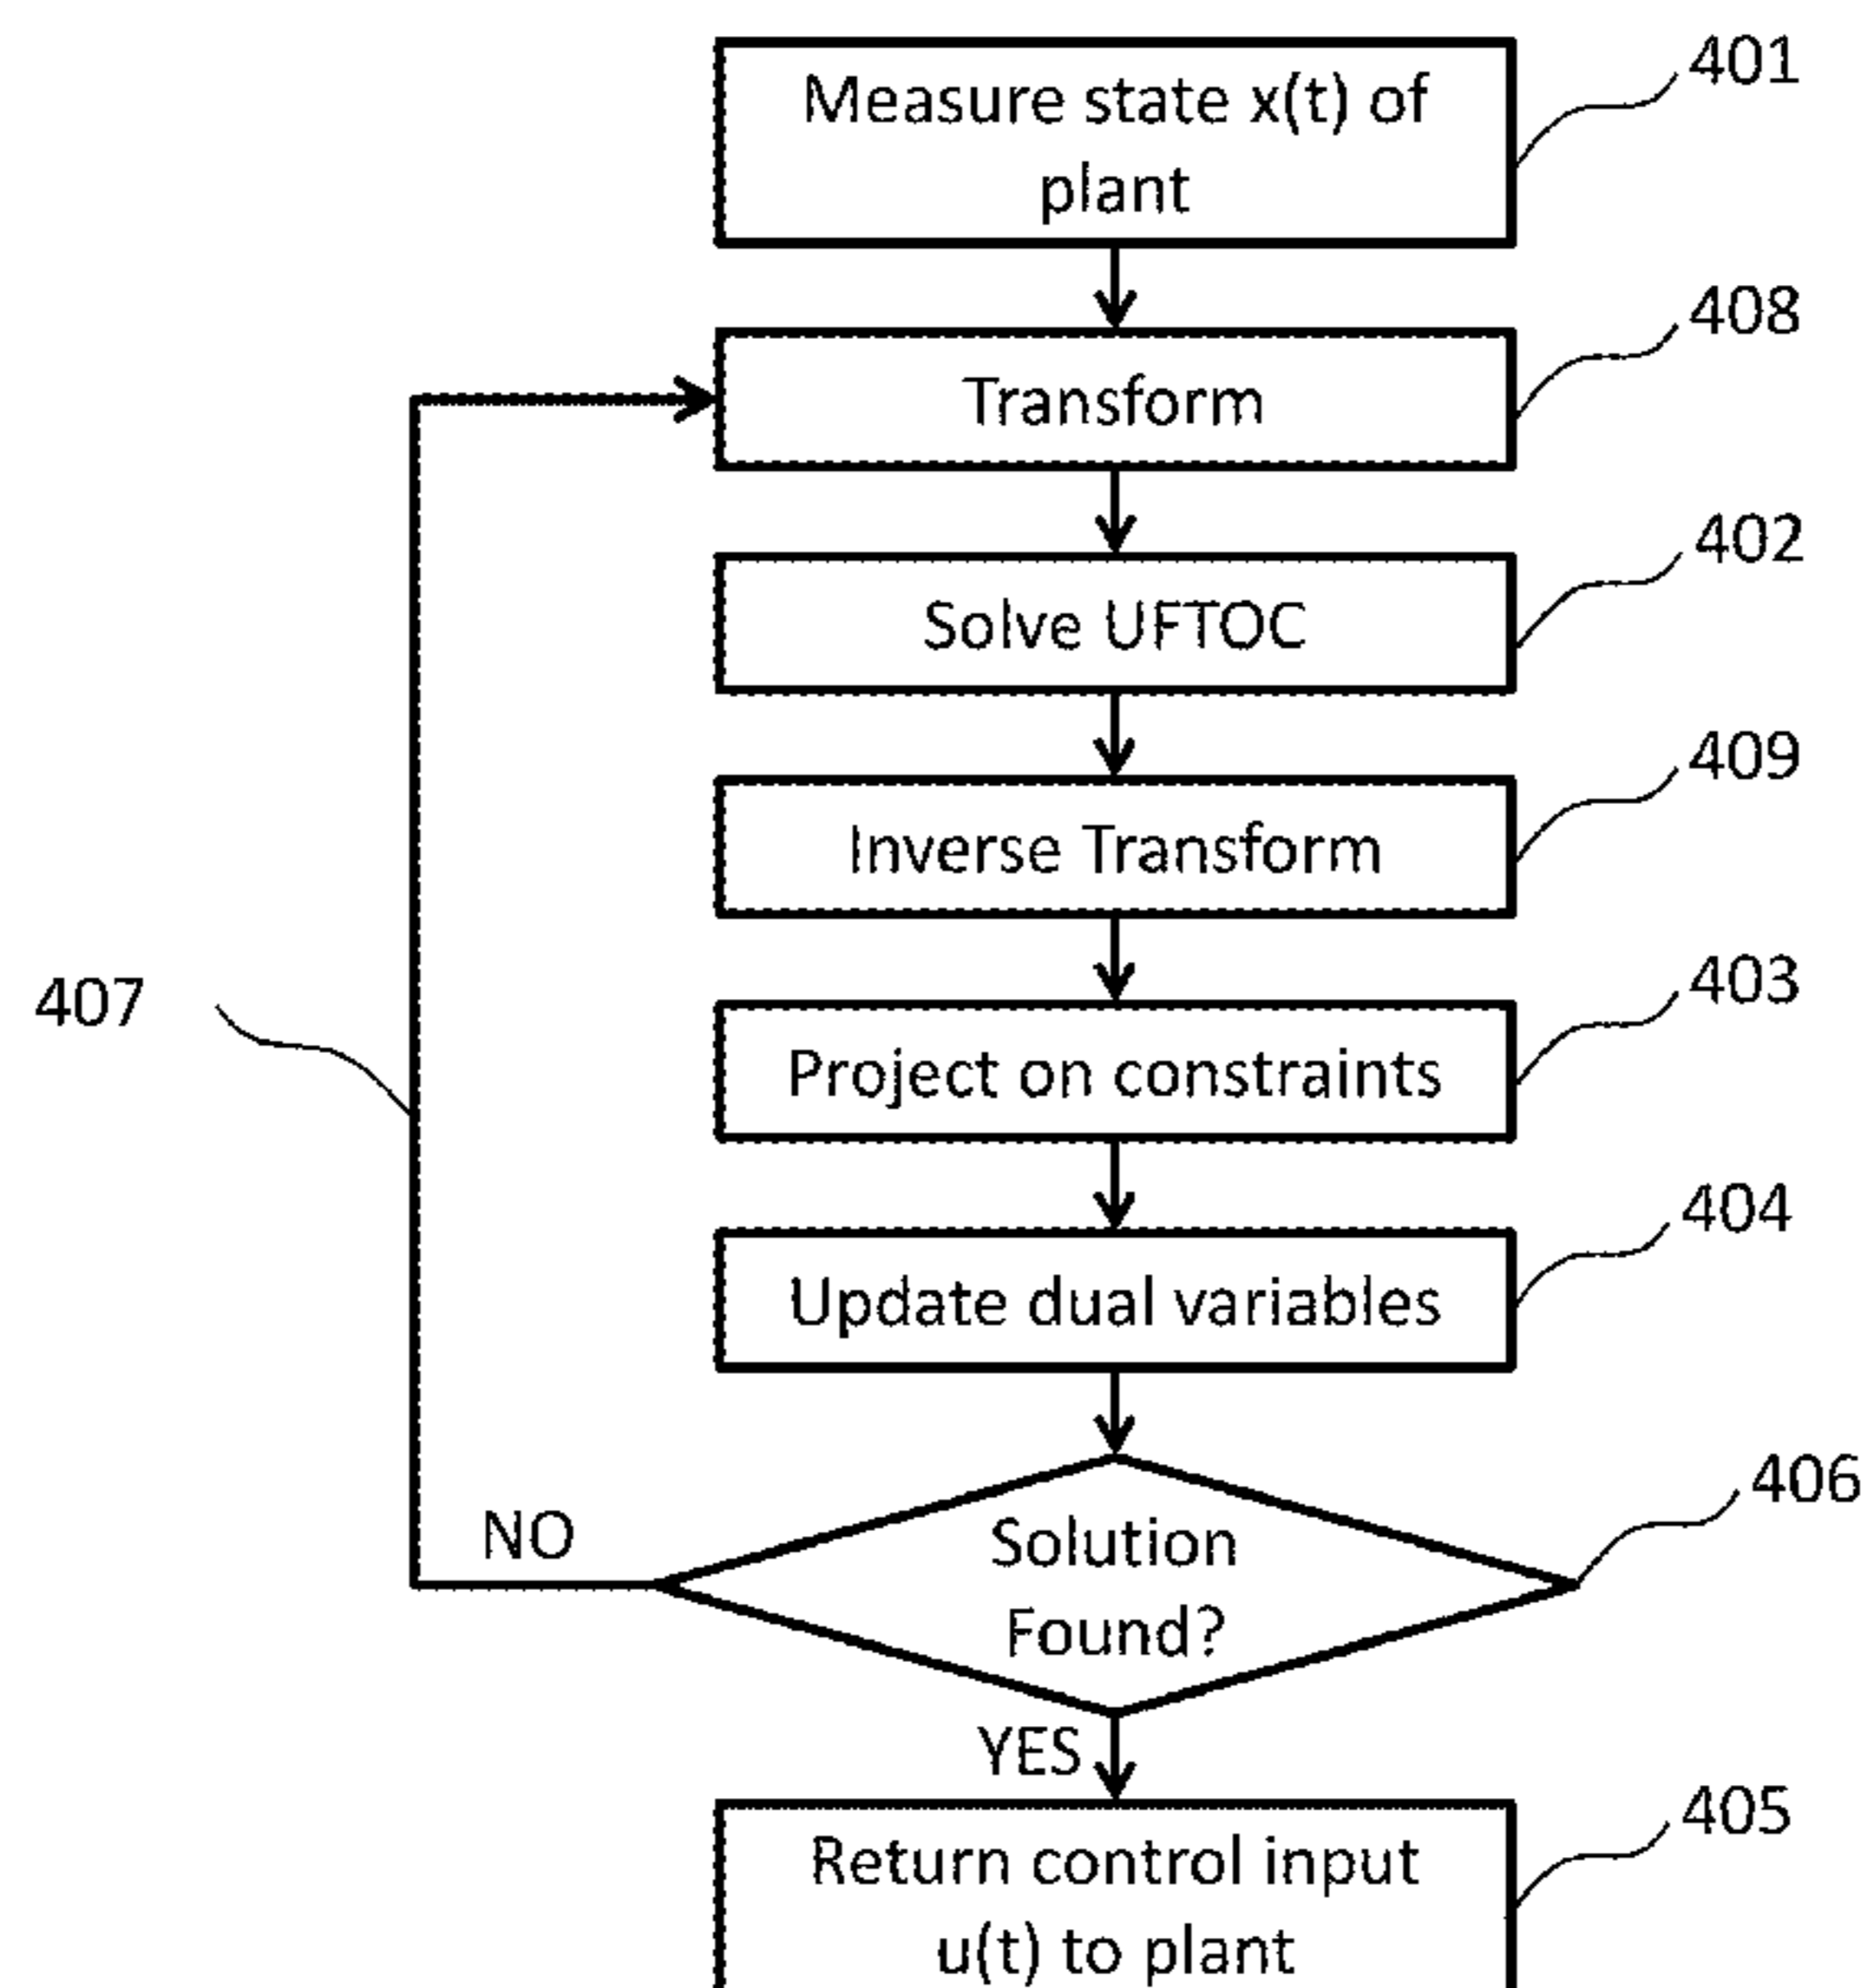 Measure state x(t) of
plant
401
Transform
408
Solve UFTOC
402
Inverse Transform
409
Project on constraints
403
407
Update dual variables
404
Solution
Found?
406
NO
YES
Return control input
u(t) to plant
405